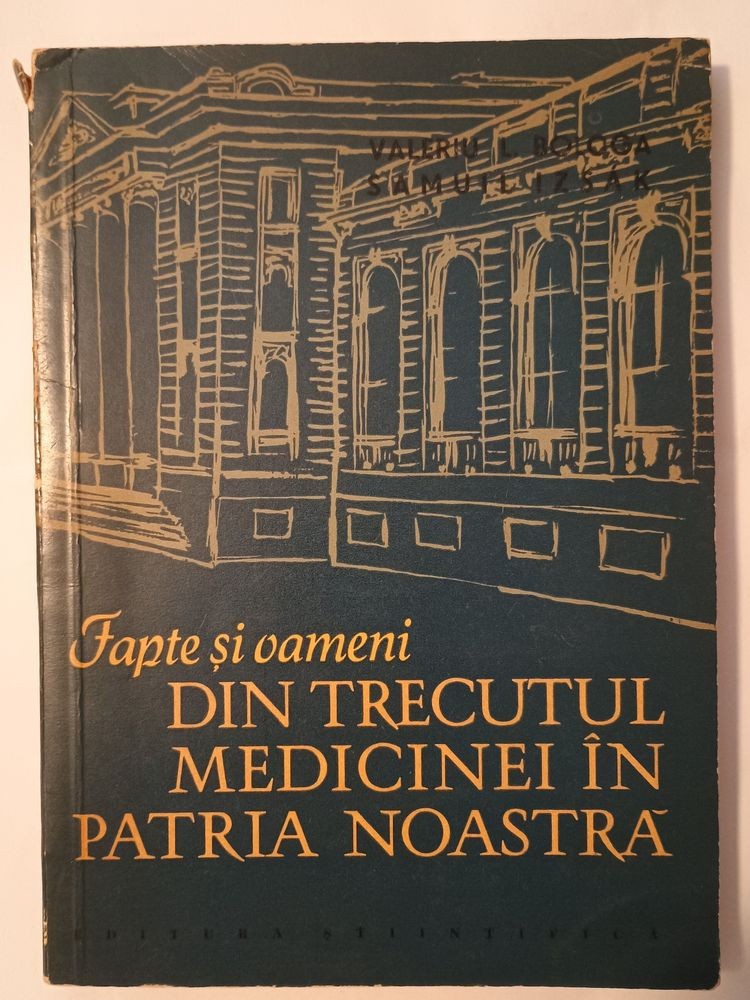 VALERIU L. BOLOGA
SAMUIL IZSÁK
Fapte și oameni
DIN TRECUTUL
MEDICINEI ÎN
PATRIA NOASTRĂ
EDITURA ȘTIINȚIFICĂ